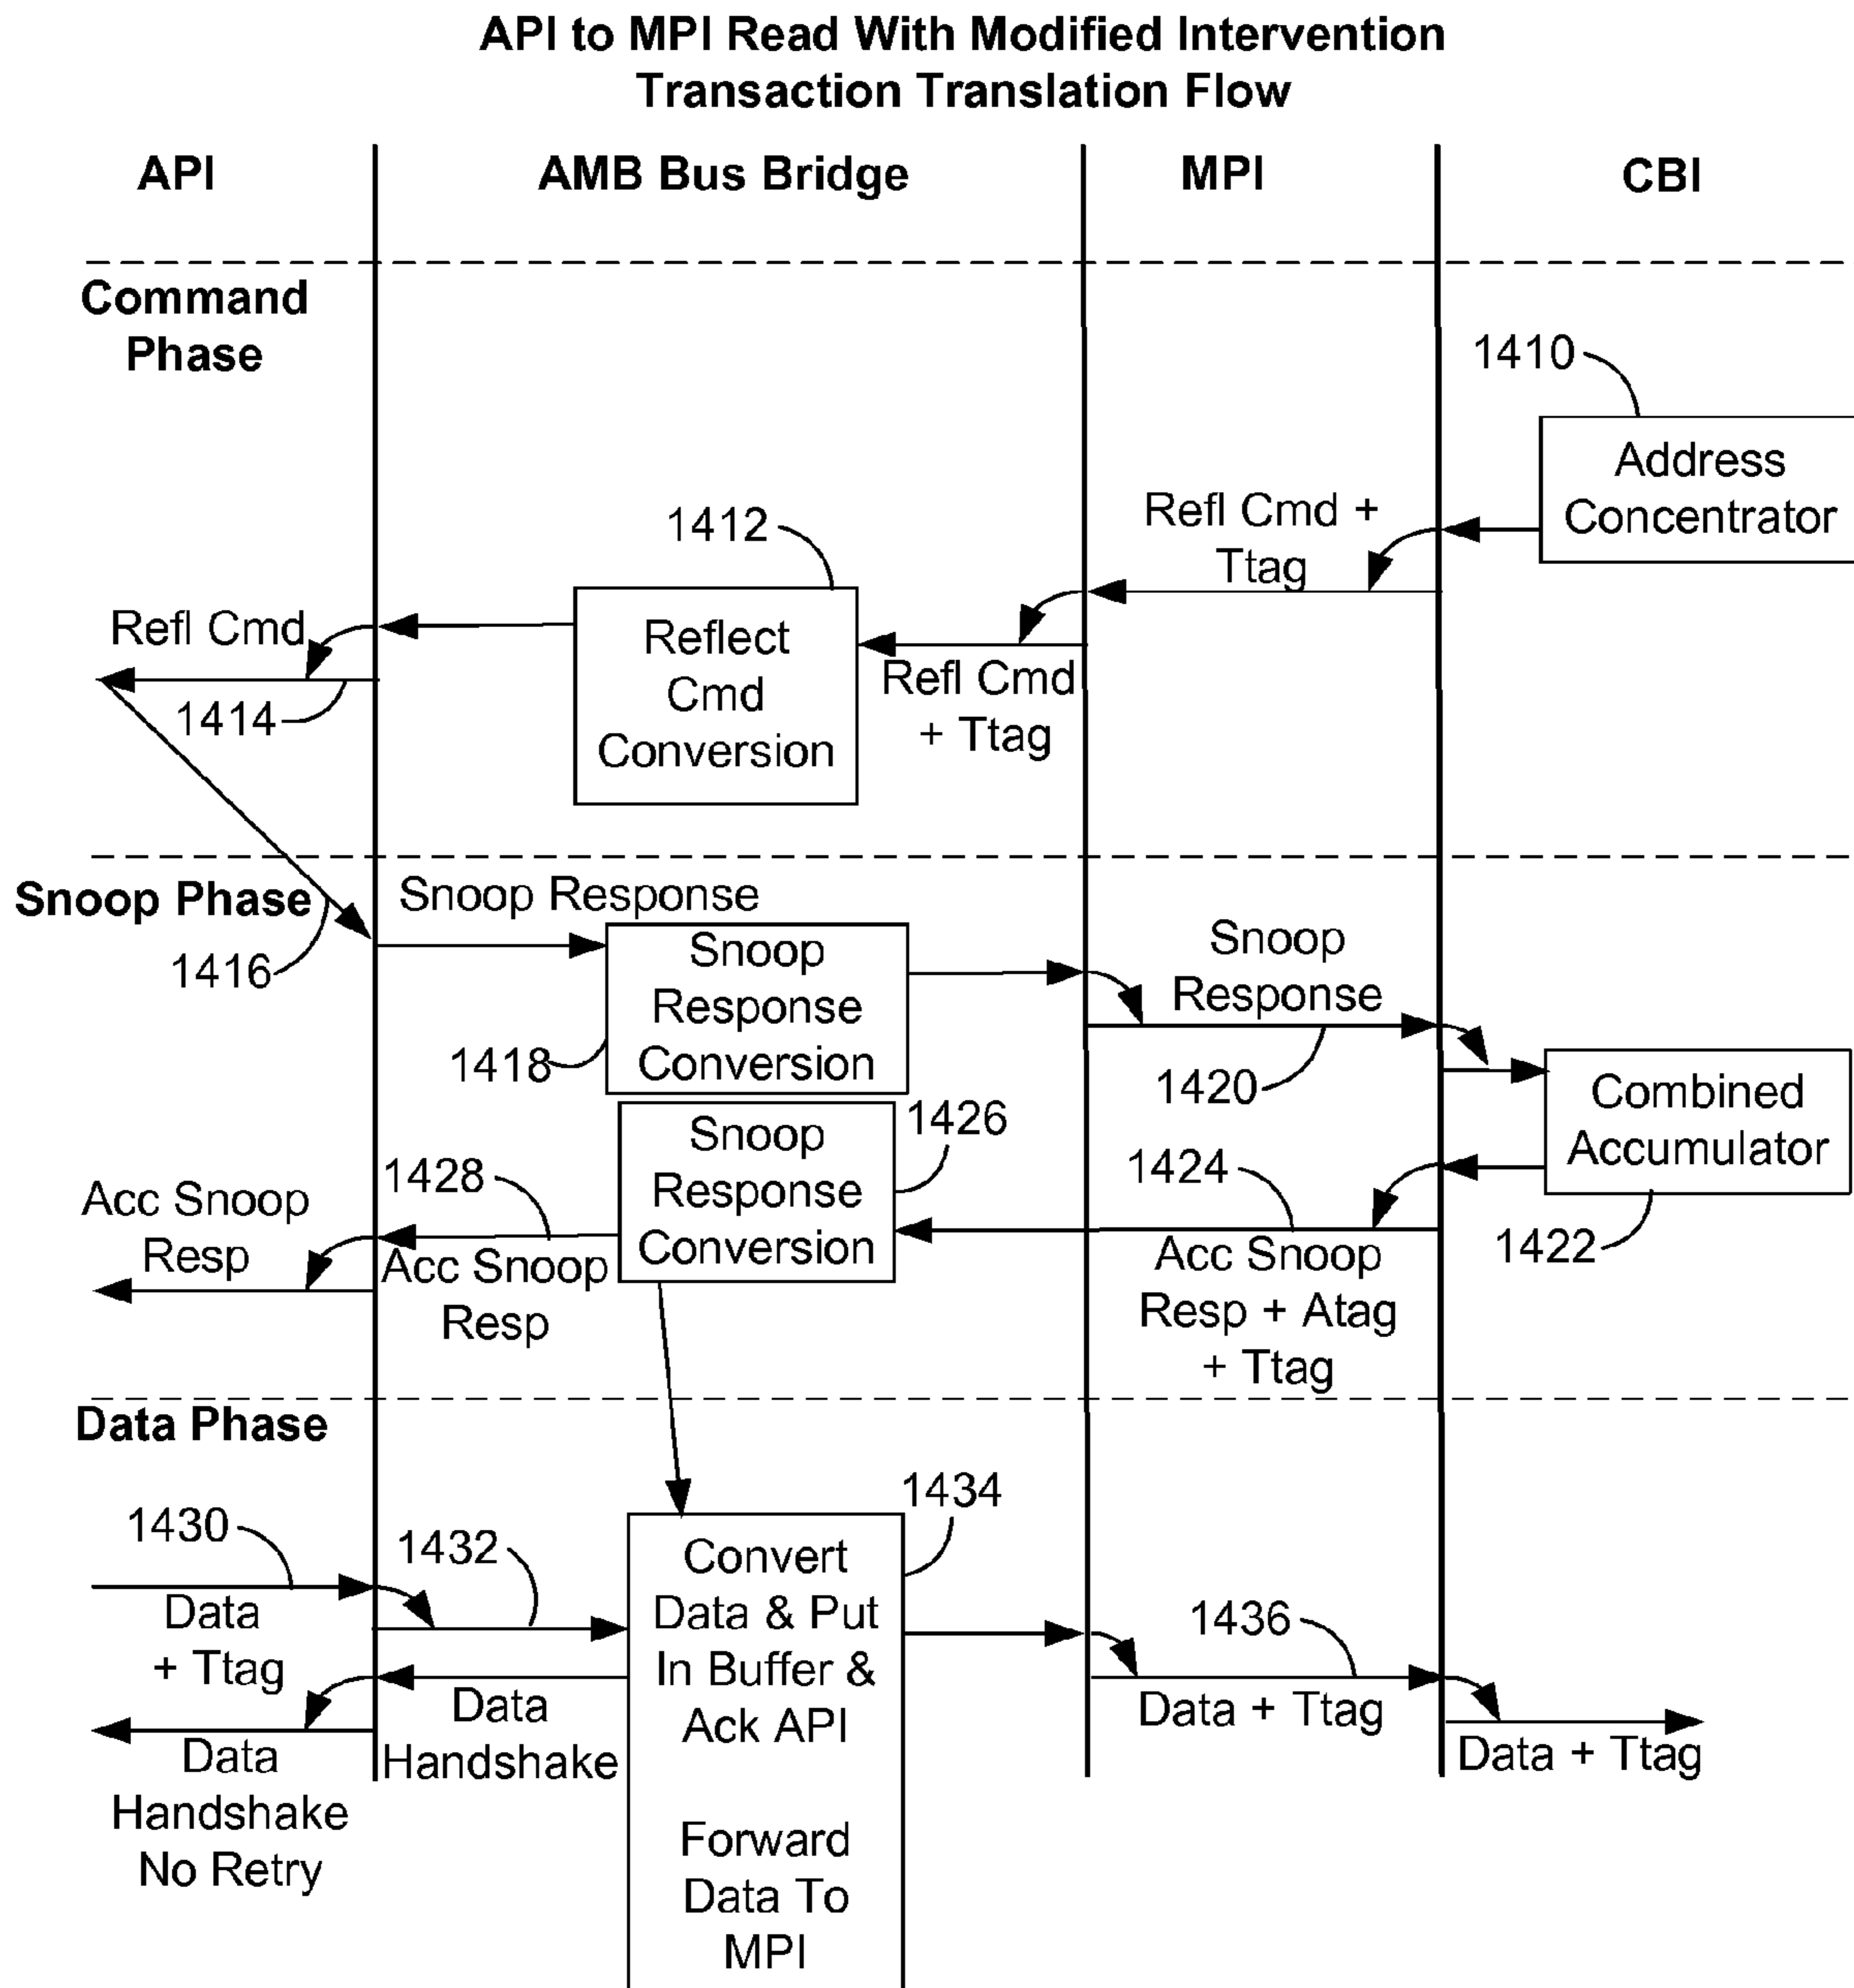 API to MPI Read With Modified Intervention
Transaction Translation Flow
API
AMB Bus Bridge
MPI
CBI
Command
Phase
1410
Address
Concentrator
Refl Cmd +
Ttag
1412
Reflect
Cmd
Conversion
Refl Cmd
+ Ttag
Refl Cmd
1414
Snoop Phase
1416
Snoop Response
Snoop
Response
Conversion
1418
Snoop
Response
1420
Combined
Accumulator
1422
1424
Acc Snoop
Resp + Atag
+ Ttag
Snoop
Response
Conversion
1426
1428
Acc Snoop
Resp
Acc Snoop
Resp
Data Phase
1430
Data
+ Ttag
1432
Data
Handshake
Data
Handshake
No Retry
1434
Convert
Data & Put
In Buffer &
Ack API
Forward
Data To
MPI
1436
Data + Ttag
Data + Ttag